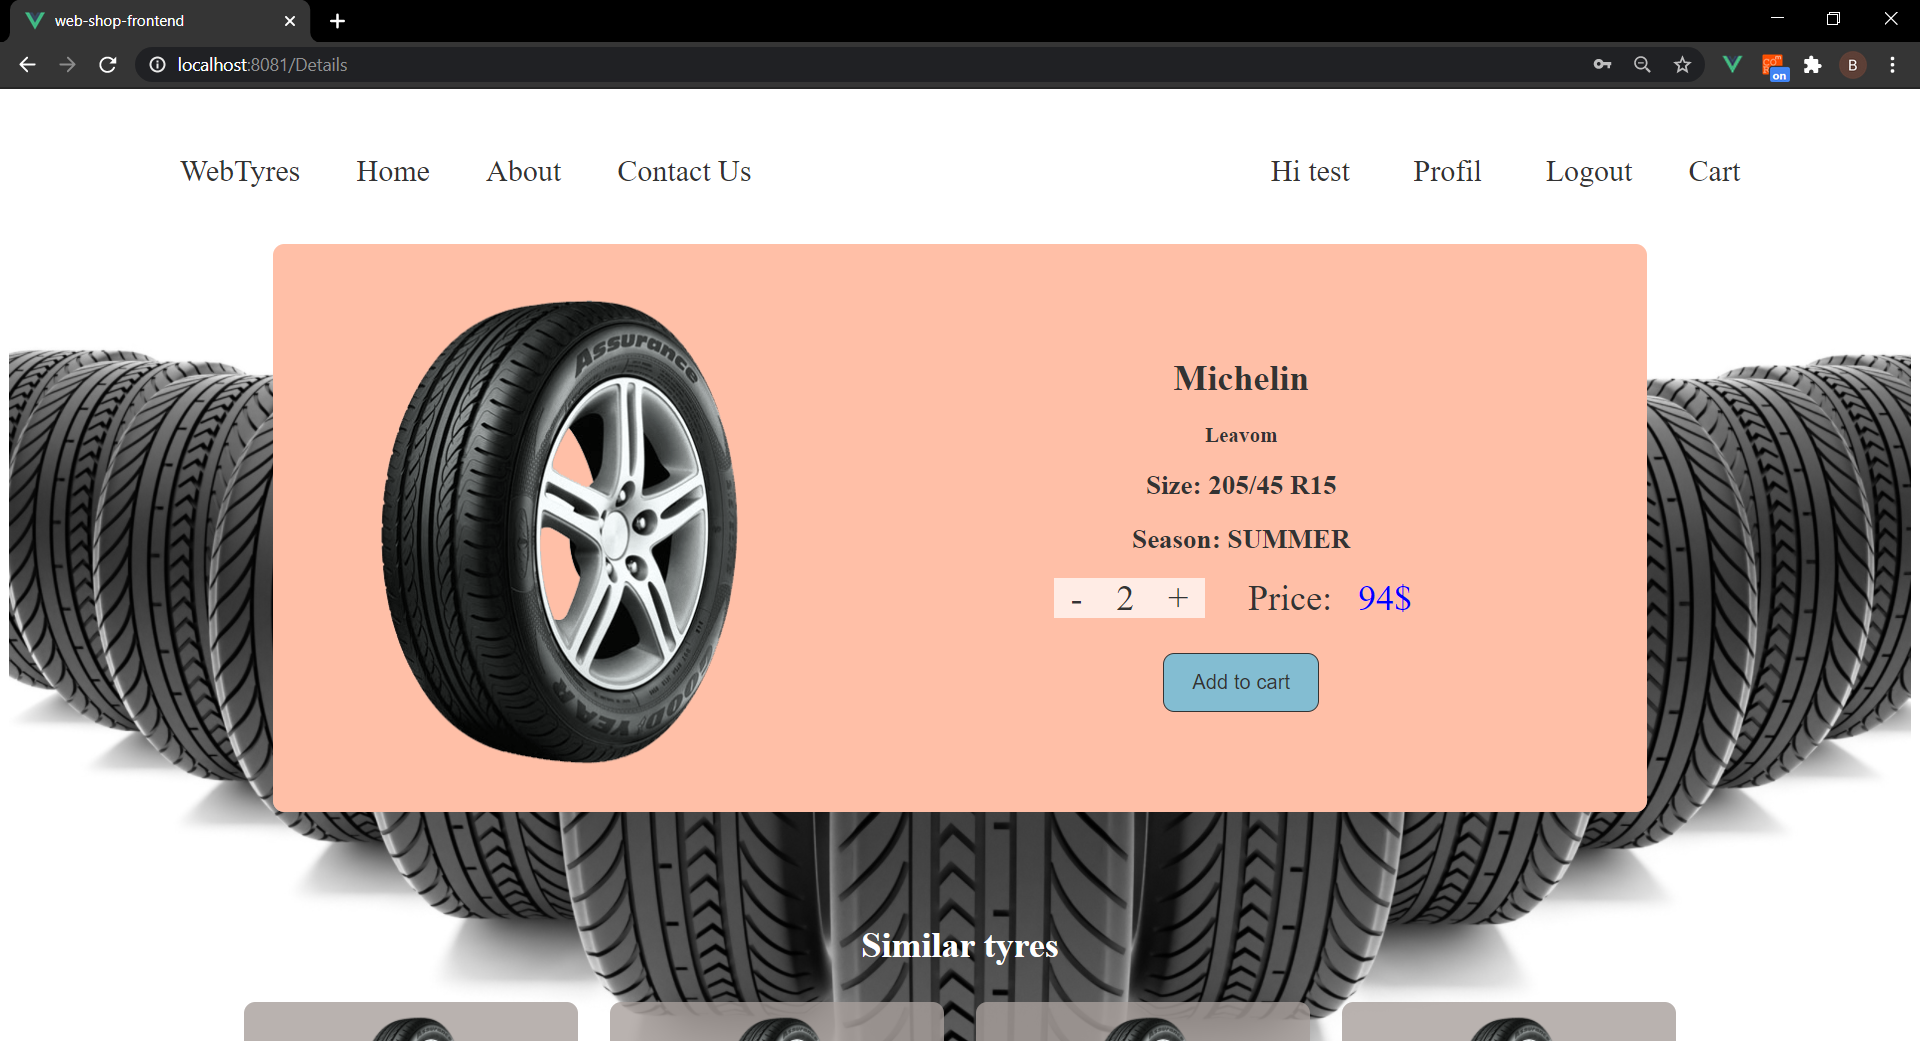 web-shop-frontend
localhost:8081/Details
on
B
WebTyres Home About Contact Us Hi test Profil Logout Cart
Assurance
GOODYEAR
Michelin
Leavom
Size: 205/45 R15
Season: SUMMER
- 2 + Price: 94$
Add to cart
Similar tyres